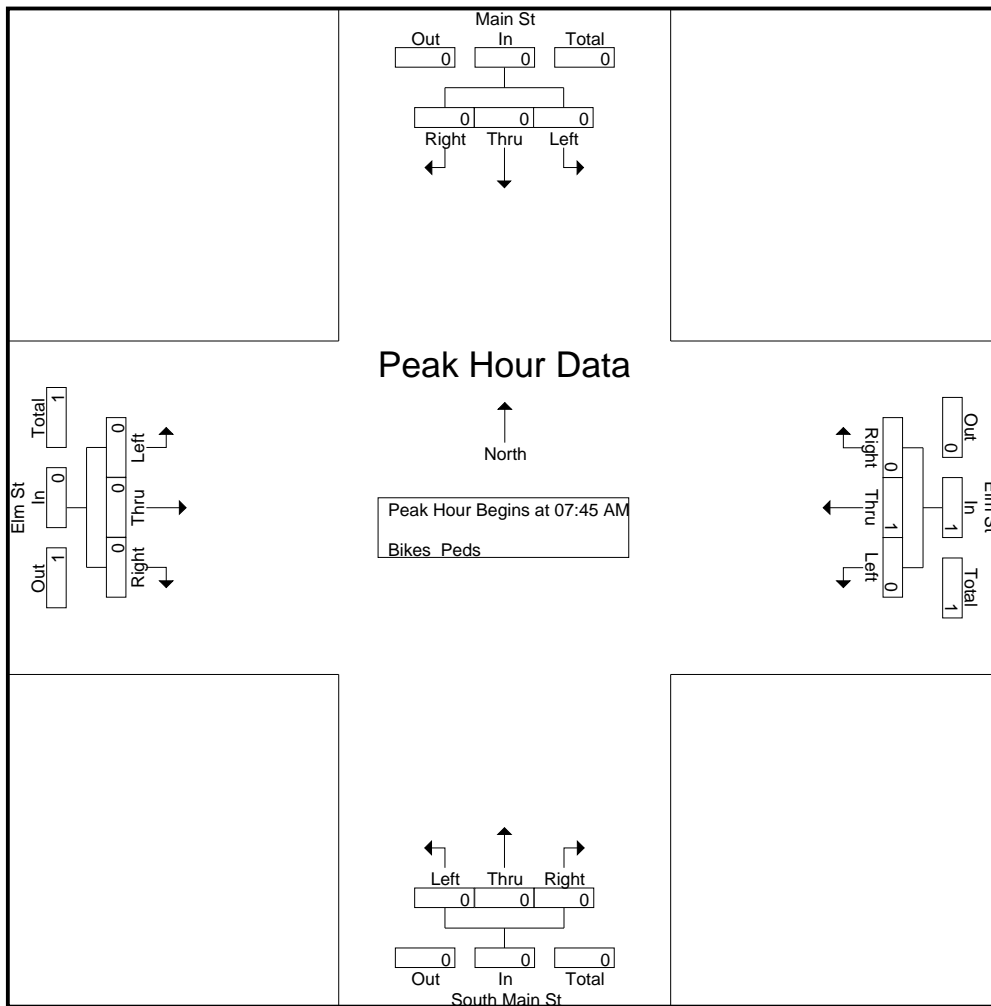 Main St
Out In Total
0 0 0
0 0 0
Right Thru Left
Peak Hour Data
North
Peak Hour Begins at 07:45 AM
Bikes Peds
Elm St
Out In Total
1 0 1
0 0 0
Right Thru Left
Elm St
Out In Total
0 1 1
0 1 0
Right Thru Left
Left Thru Right
0 0 0
0 0 0
Out In Total
South Main St